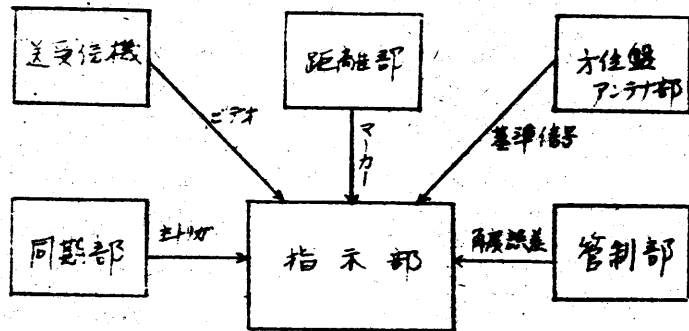 送受信機
距離部
方位盤
アンテナ部
ビデオ
マーカー
基準信号
同期部
主トリガ
指示部
角度誤差
管制部